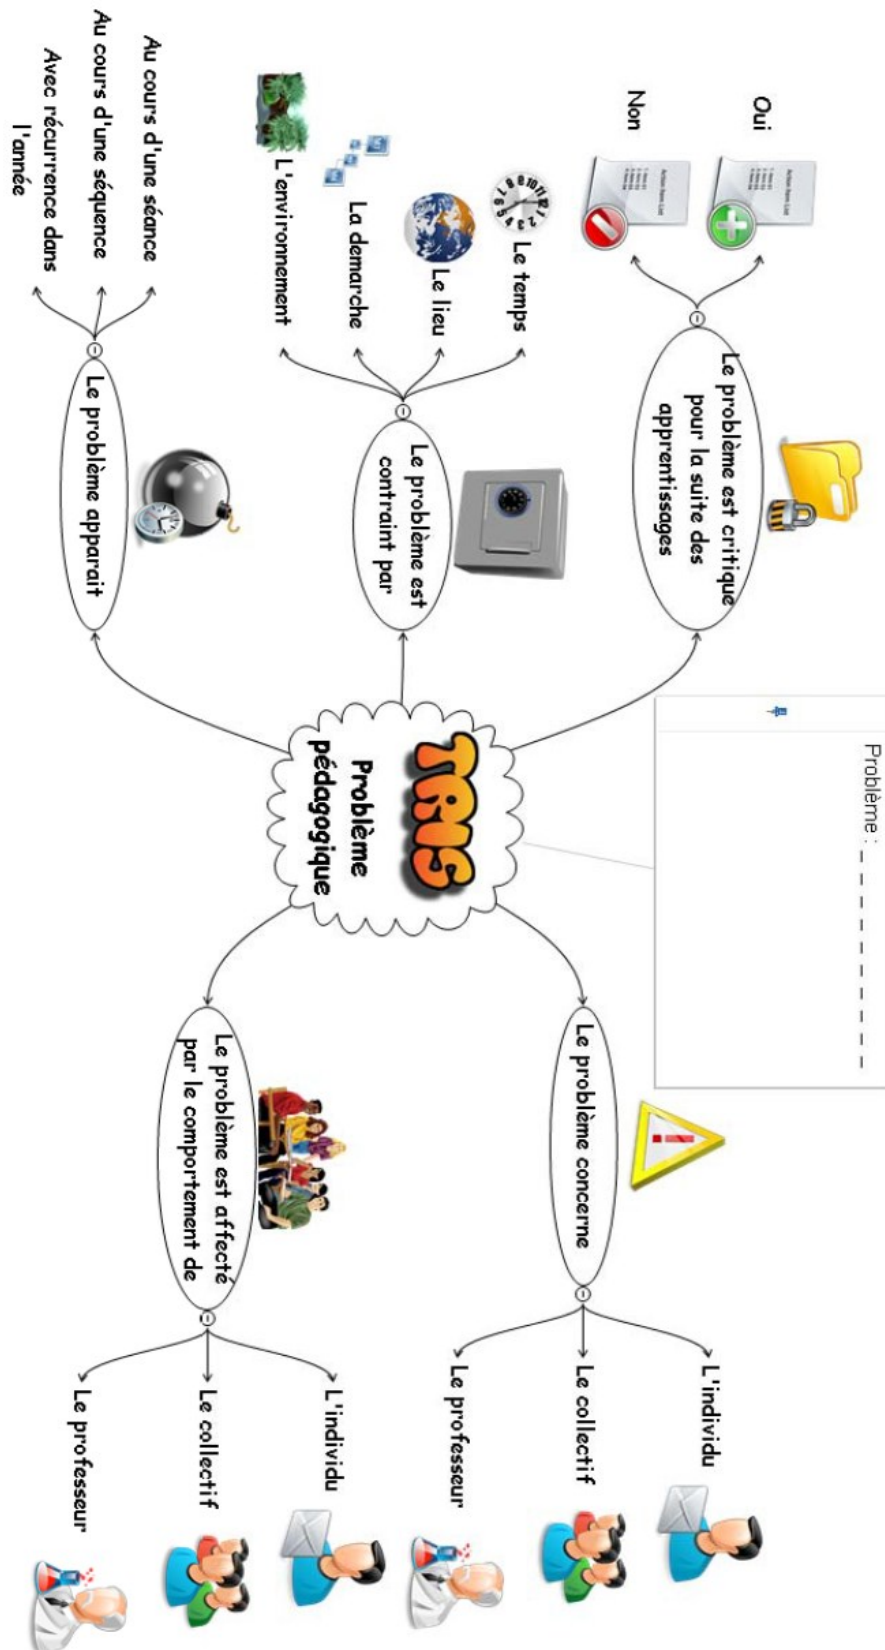 Problème : _ _ _ _ _ _ _ _ _ _ _
TRIS
Problème
pédagogique
Le problème est critique
pour la suite des
apprentissages
Oui
Non
Le problème est
contraint par
Le temps
Le lieu
La demarche
L'environnement
Le problème apparait
Au cours d'une séance
Au cours d'une séquence
Avec récurrence dans
l'année
Le problème concerne
L'individu
Le collectif
Le professeur
Le problème est affecté
par le comportement de
L'individu
Le collectif
Le professeur